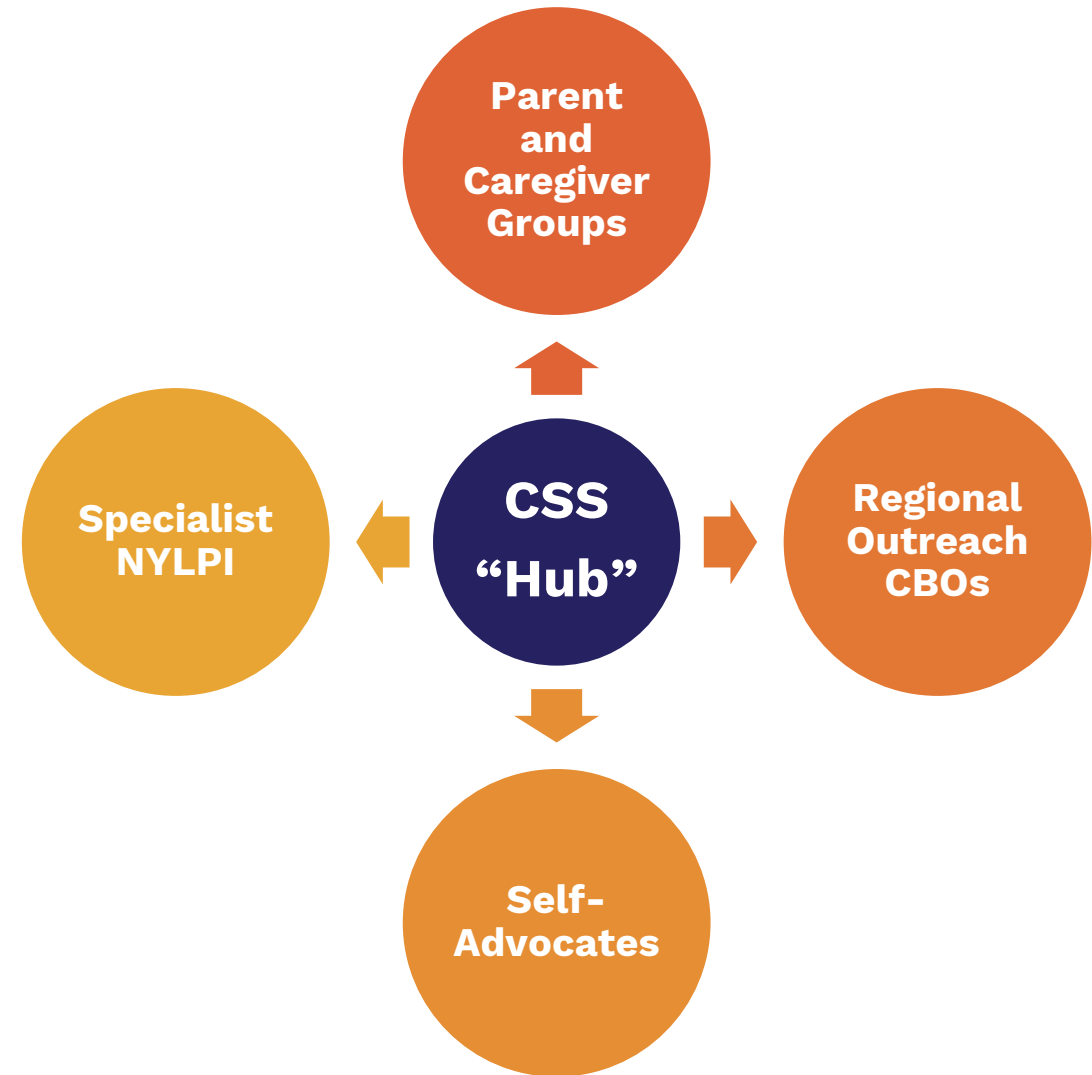 Parent
and
Caregiver
Groups
Specialist
NYLPI
CSS
“Hub”
Regional
Outreach
CBOs
Self-
Advocates